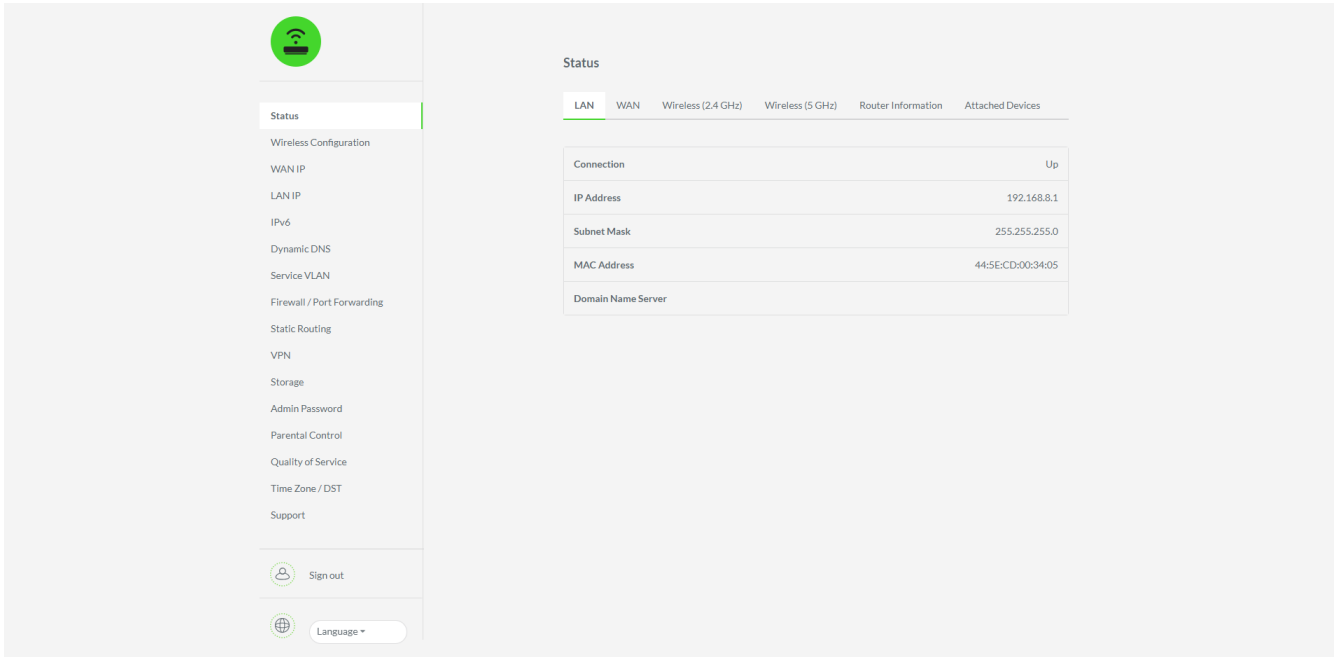 Status
Wireless Configuration
WAN IP
LAN IP
IPv6
Dynamic DNS
Service VLAN
Firewall / Port Forwarding
Static Routing
VPN
Storage
Admin Password
Parental Control
Quality of Service
Time Zone / DST
Support
Sign out
Language
Status
LAN WAN Wireless (2.4 GHz) Wireless (5 GHz) Router Information Attached Devices
Connection Up
IP Address 192.168.8.1
Subnet Mask 255.255.255.0
MAC Address 44:5E:CD:00:34:05
Domain Name Server